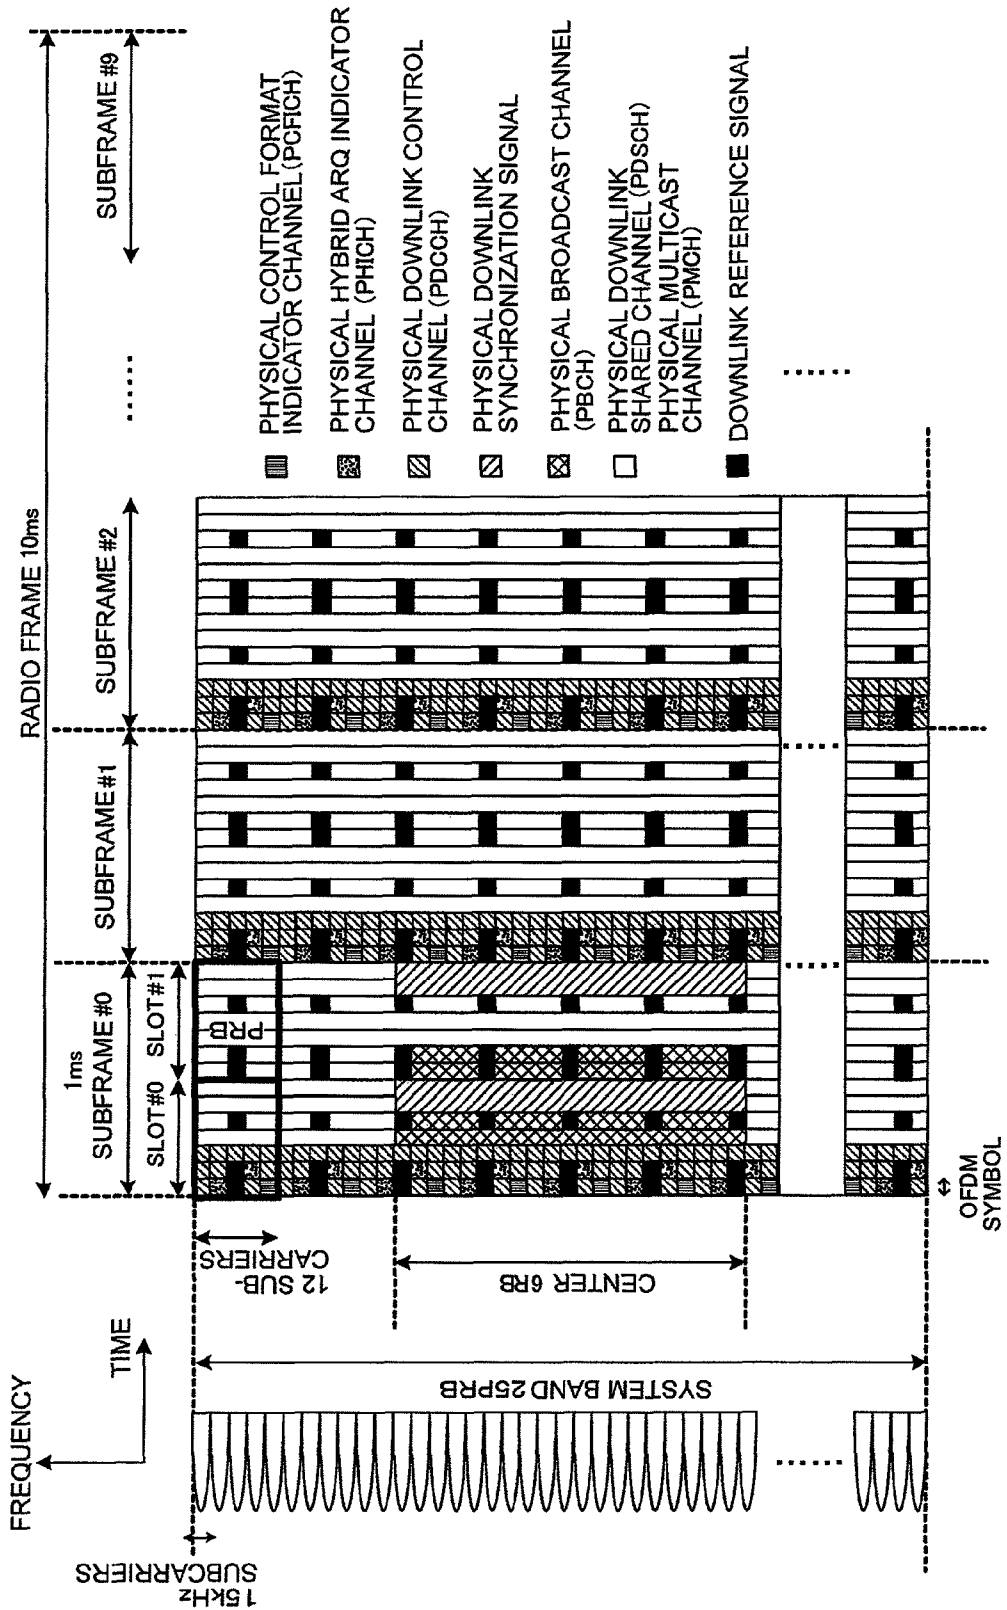 RADIO FRAME 10ms
1ms
SUBFRAME #0
SUBFRAME #1
SUBFRAME #2
SUBFRAME #9
SLOT#0
SLOT#1
PRB
FREQUENCY
TIME
15kHz
SUBCARRIERS
12 SUB-
CARRIERS
CENTER 6RB
SYSTEM BAND 25PRB
OFDM
SYMBOL
PHYSICAL CONTROL FORMAT
INDICATOR CHANNEL(PCFICH)
PHYSICAL HYBRID ARQ INDICATOR
CHANNEL (PHICH)
PHYSICAL DOWNLINK CONTROL
CHANNEL(PDCCH)
PHYSICAL DOWNLINK
SYNCHRONIZATION SIGNAL
PHYSICAL BROADCAST CHANNEL
(PBCH)
PHYSICAL DOWNLINK
SHARED CHANNEL(PDSCH)
PHYSICAL MULTICAST
CHANNEL(PMCH)
DOWNLINK REFERENCE SIGNAL